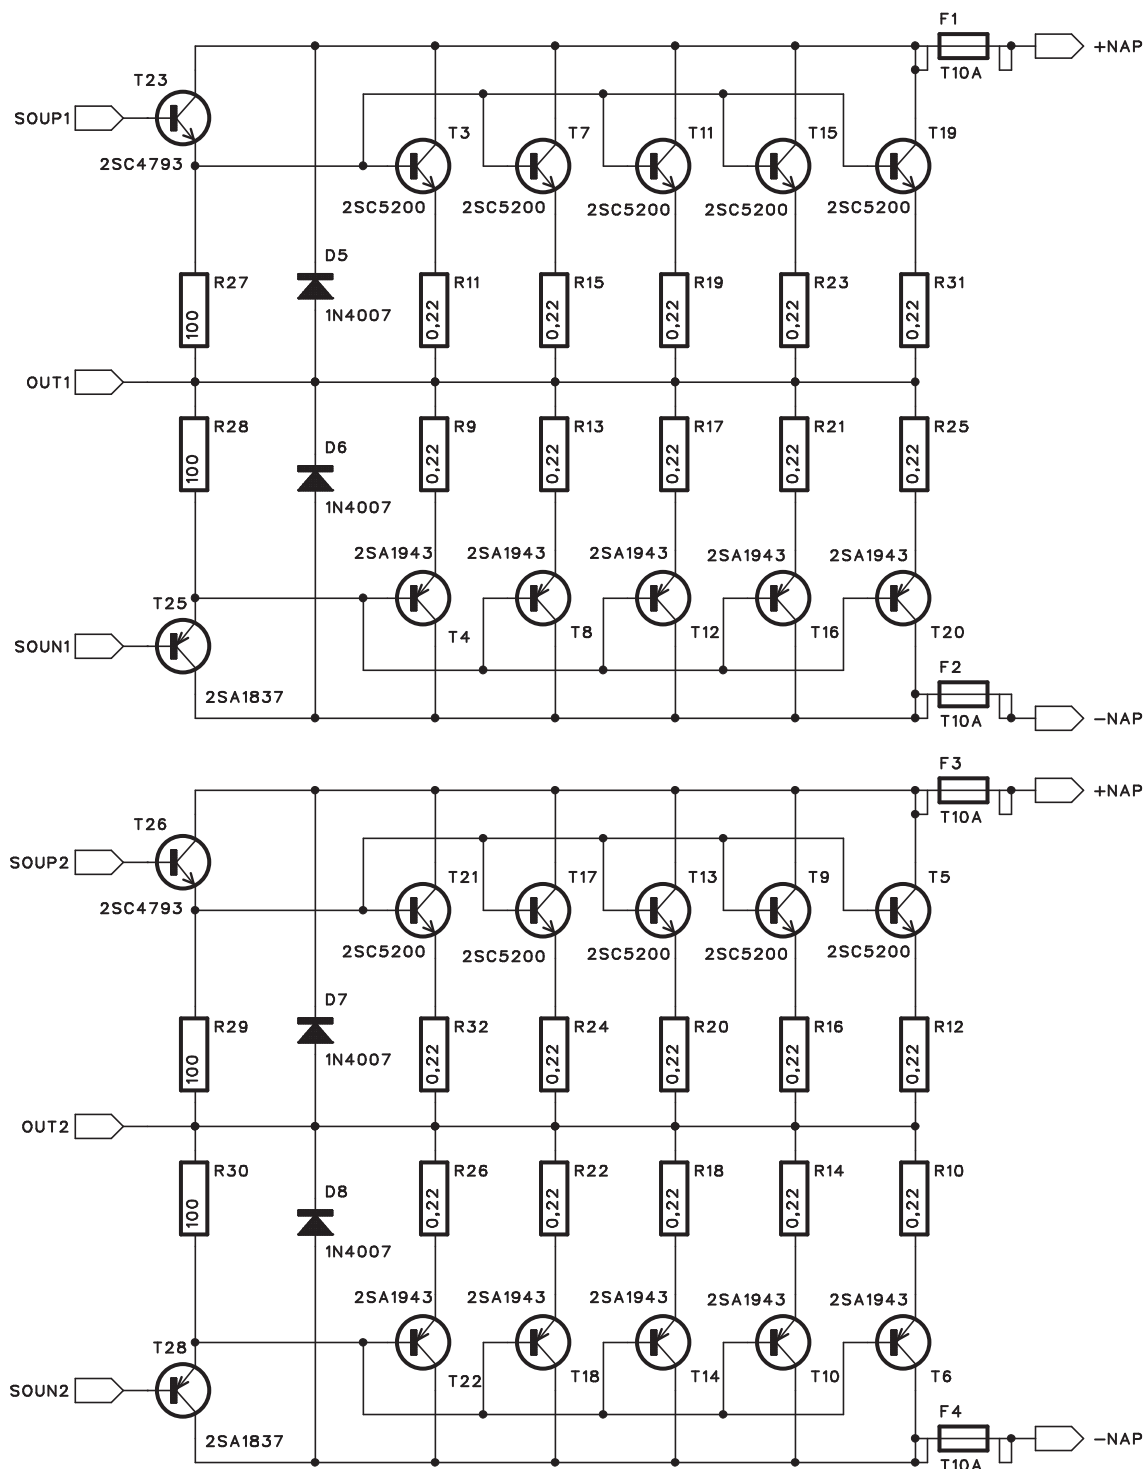 F1
+NAP
T10A
T23
SOUP1
2SC4793
T3
T7
T11
T15
T19
2SC5200
2SC5200
2SC5200
2SC5200
2SC5200
D5
1N4007
R27
100
R11
0,22
R15
0,22
R19
0,22
R23
0,22
R31
0,22
OUT1
R28
100
D6
1N4007
R9
0,22
R13
0,22
R17
0,22
R21
0,22
R25
0,22
2SA1943
2SA1943
2SA1943
2SA1943
2SA1943
T25
SOUN1
2SA1837
T4
T8
T12
T16
T20
F2
T10A
-NAP
F3
+NAP
T10A
T26
SOUP2
2SC4793
T21
T17
T13
T9
T5
2SC5200
2SC5200
2SC5200
2SC5200
2SC5200
D7
1N4007
R29
100
R32
0,22
R24
0,22
R20
0,22
R16
0,22
R12
0,22
OUT2
R30
100
D8
1N4007
R26
0,22
R22
0,22
R18
0,22
R14
0,22
R10
0,22
2SA1943
2SA1943
2SA1943
2SA1943
2SA1943
T28
SOUN2
2SA1837
T22
T18
T14
T10
T6
F4
-NAP
T10A